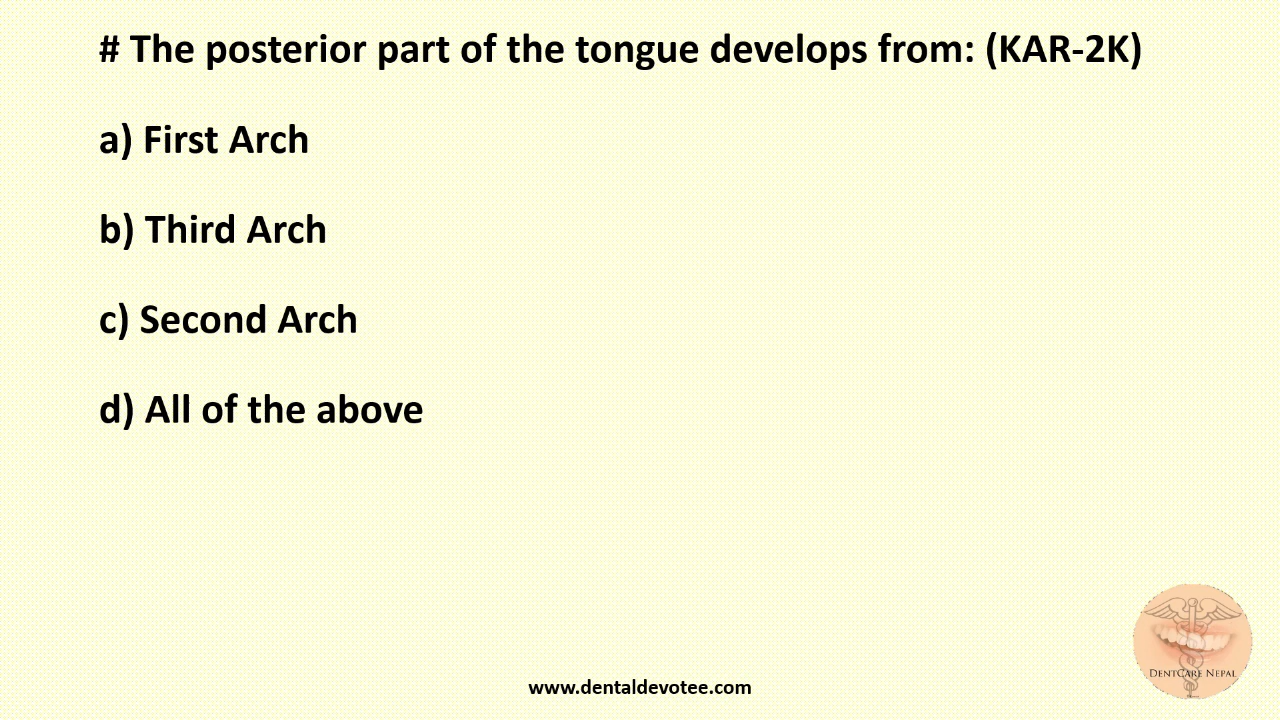 # The posterior part of the tongue develops from: (KAR-2K)
a) First Arch
b) Third Arch
c) Second Arch
d) All of the above
DentCare Nepal
www.dentaldevotee.com